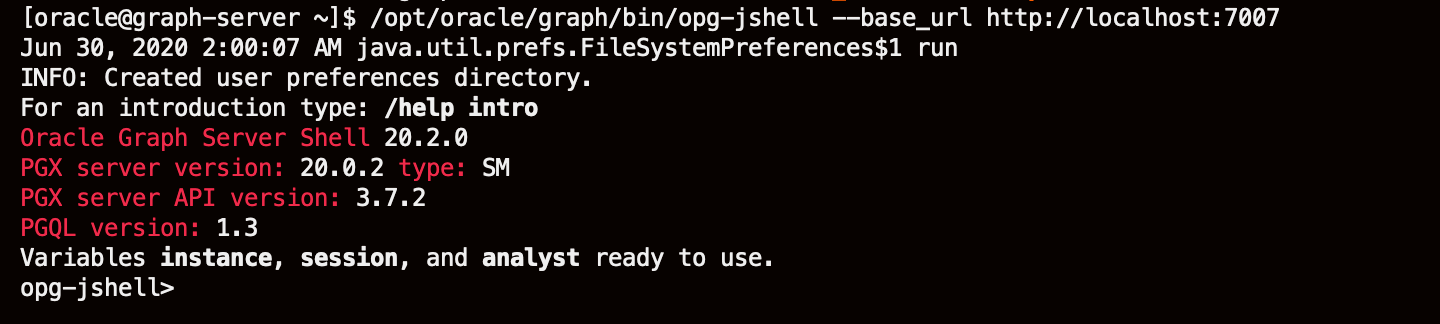 [oracle@graph-server ~]$ /opt/oracle/graph/bin/opg-jshell --base_url http://localhost:7007
Jun 30, 2020 2:00:07 AM java.util.prefs.FileSystemPreferences$1 run
INFO: Created user preferences directory.
For an introduction type: /help intro
Oracle Graph Server Shell 20.2.0
PGX server version: 20.0.2 type: SM
PGX server API version: 3.7.2
PGQL version: 1.3
Variables instance, session, and analyst ready to use.
opg-jshell>